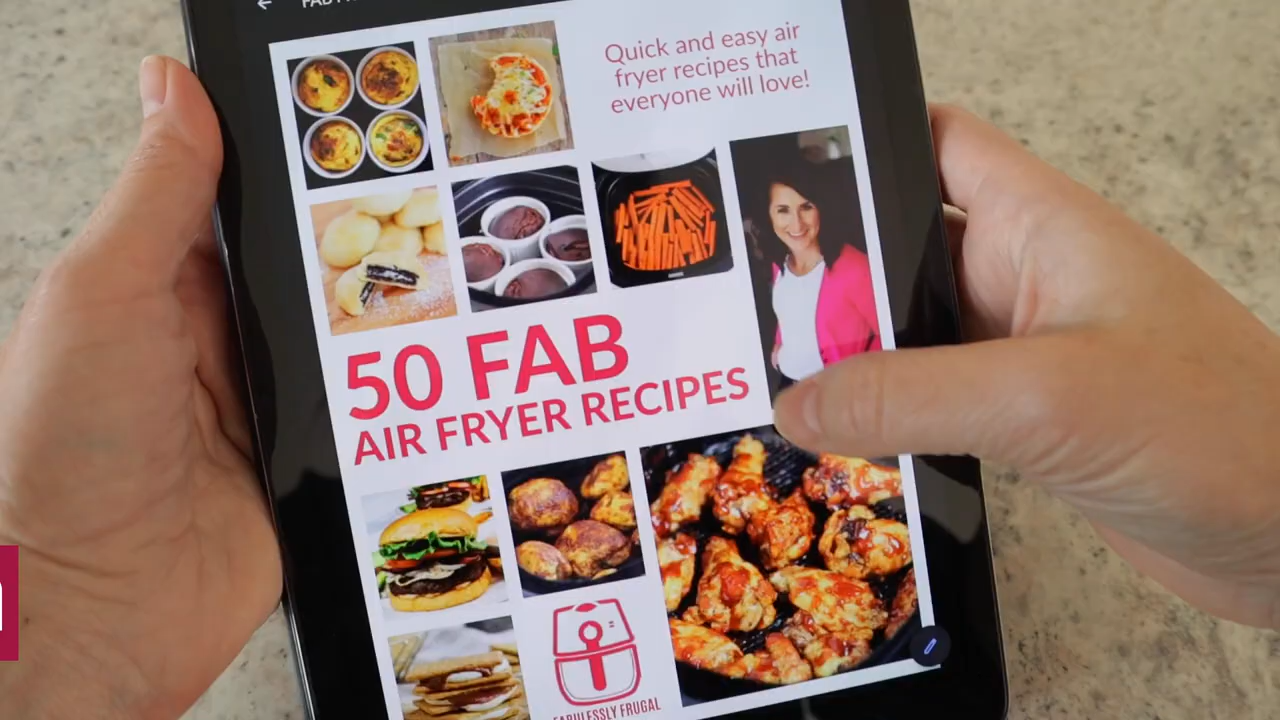 Quick and easy air
fryer recipes that
everyone will love!
50 FAB
AIR FRYER RECIPES
FABULESSLY FRUGAL